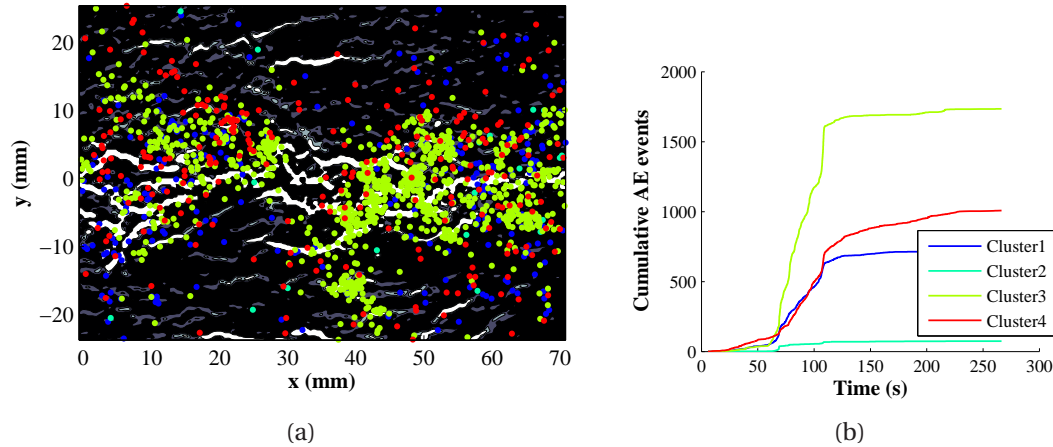 20
10
0
−10
−20
y (mm)
0 10 20 30 40 50 60 70
x (mm)
(a)
2000
1500
1000
500
0
Cumulative AE events
0 50 100 150 200 250 300
Time (s)
Cluster1
Cluster2
Cluster3
Cluster4
(b)